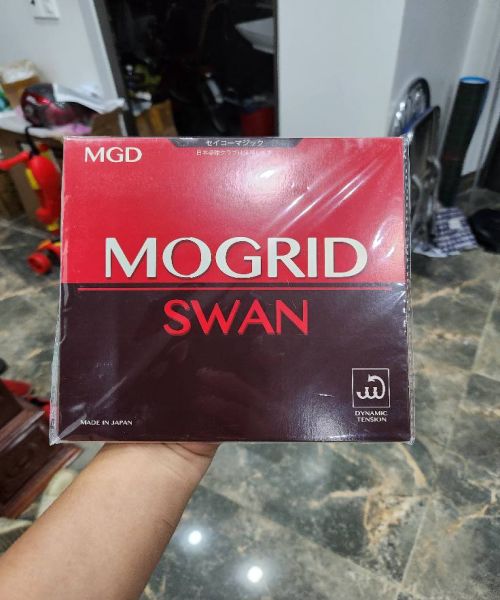 セイコーマジック
MGD
MOGRID
SWAN
DYNAMIC
TENSION
MADE IN JAPAN